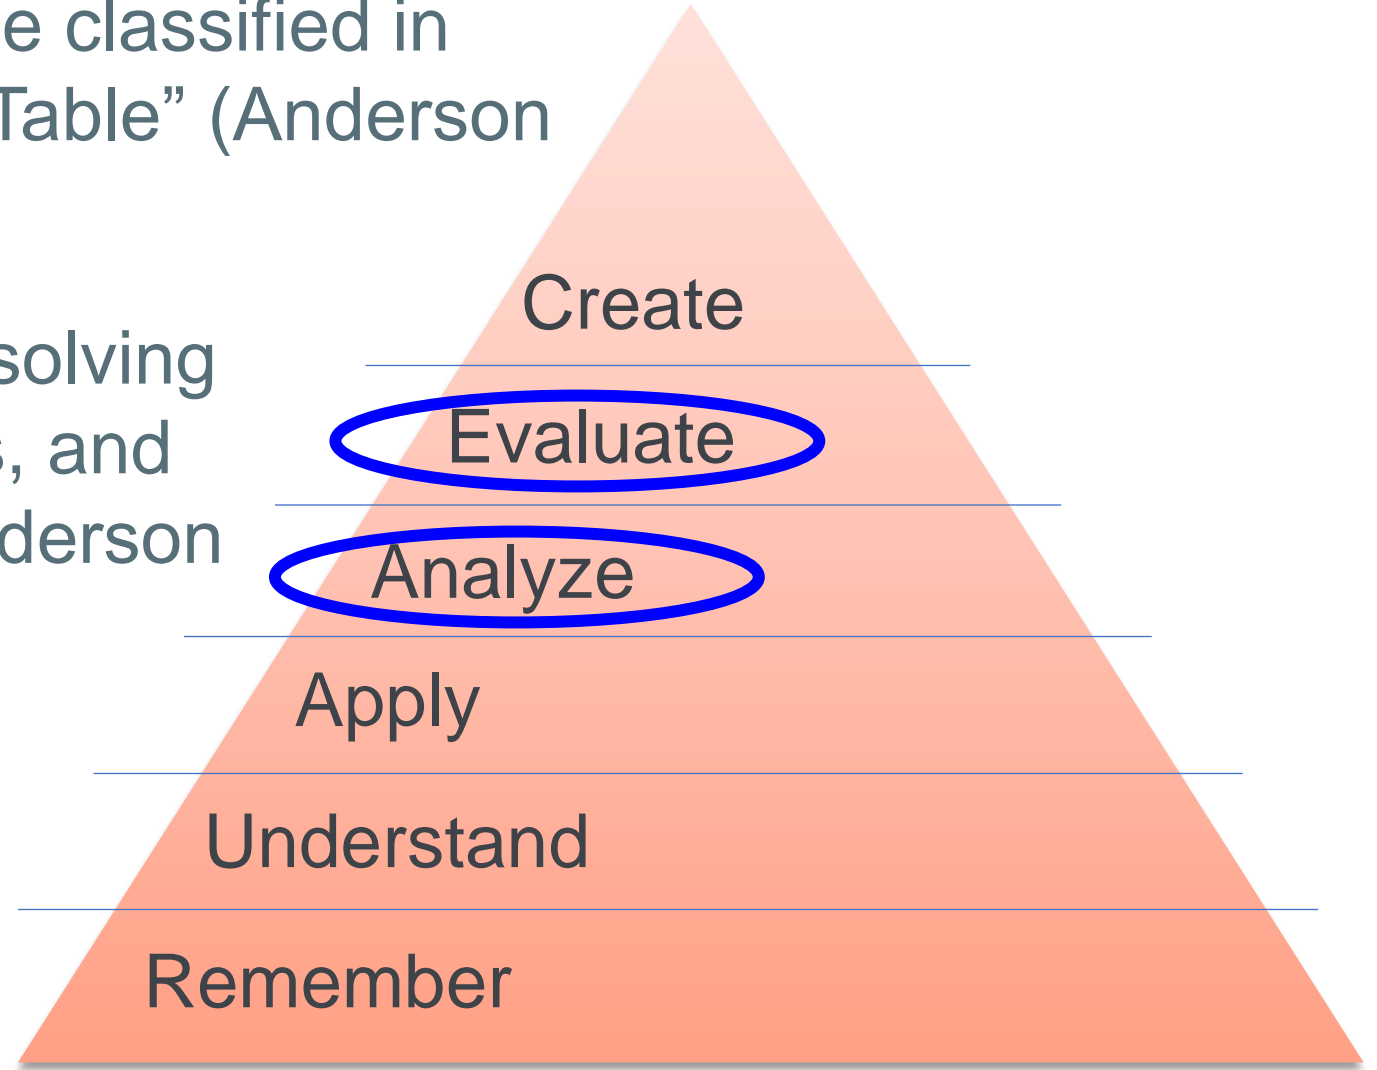 e classified in
Table” (Anderson
solving
s, and
derson
Create
Evaluate
Analyze
Apply
Understand
Remember